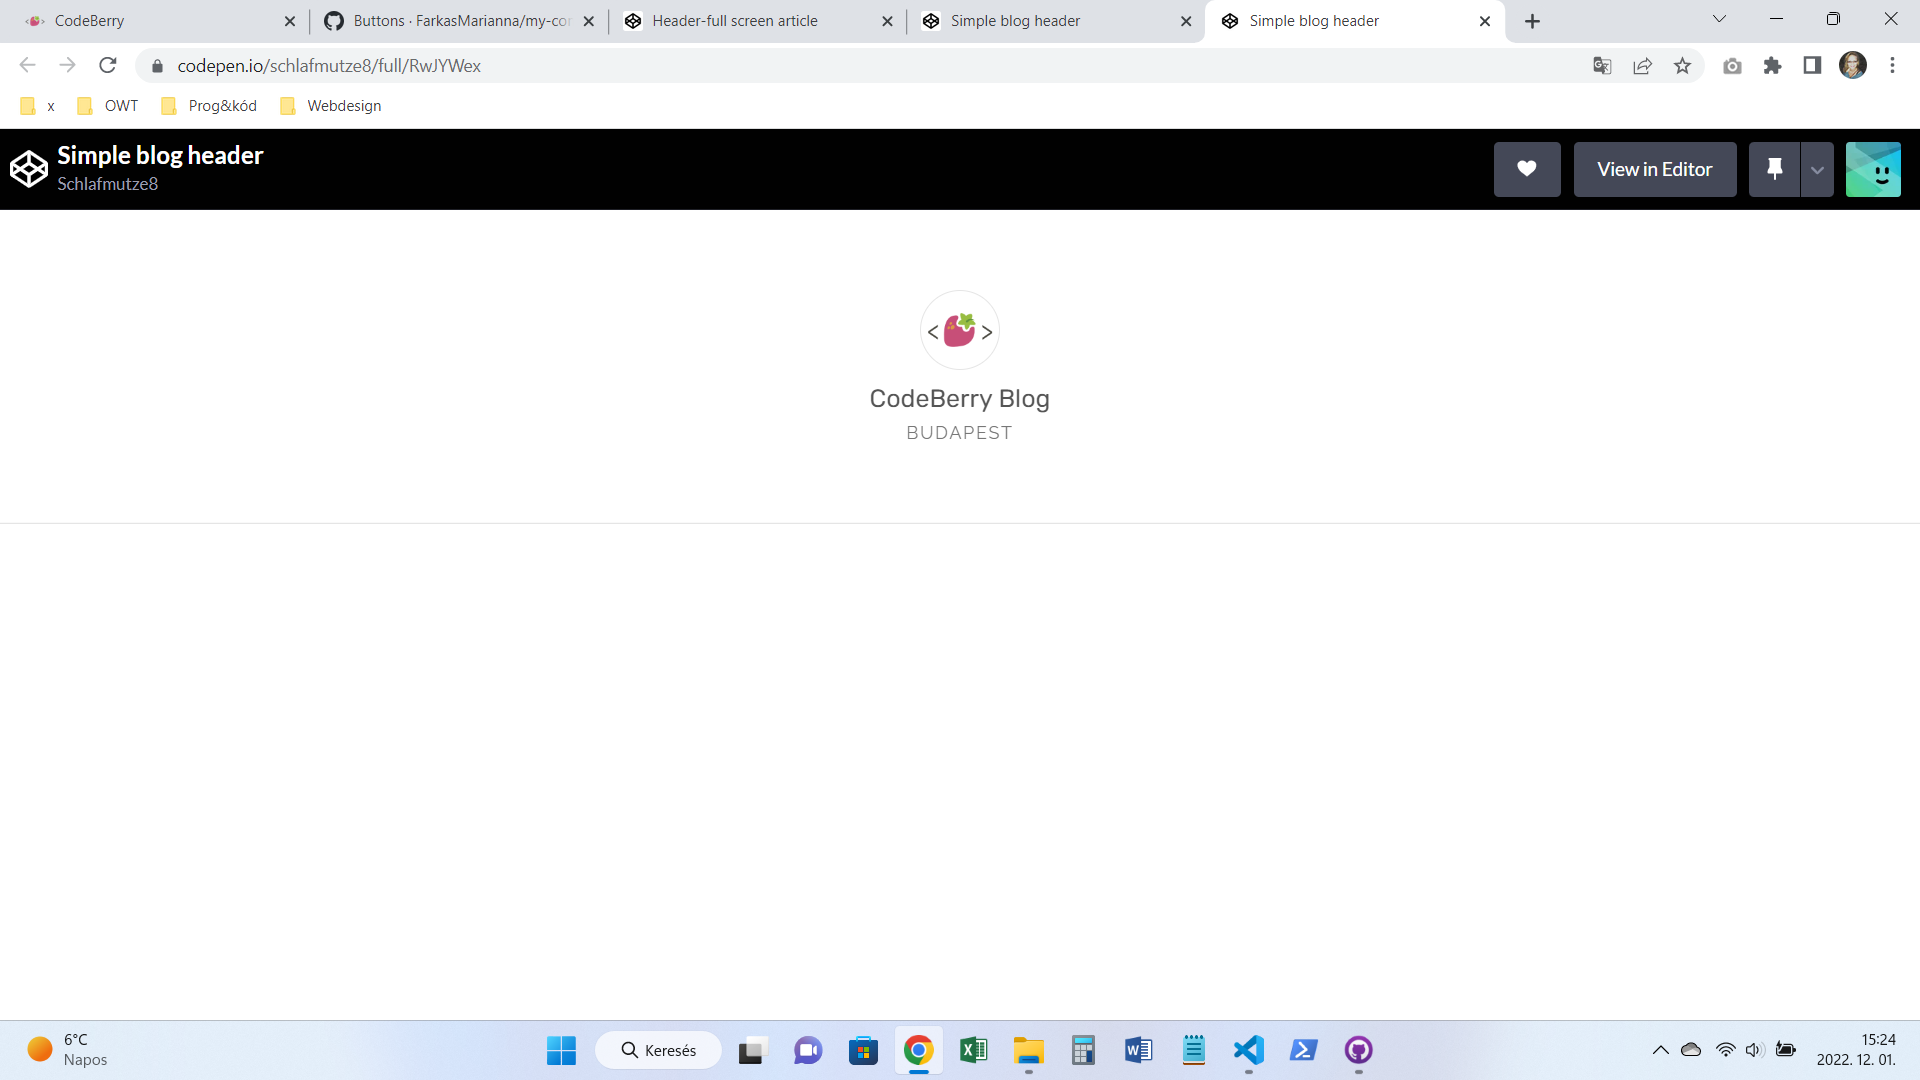 CodeBerry
Buttons · FarkasMarianna/my-cor
Header-full screen article
Simple blog header
Simple blog header
codepen.io/schlafmutze8/full/RwJYWex
x
OWT
Prog&kód
Webdesign
Simple blog header
Schlafmutze8
View in Editor
< >
CodeBerry Blog
BUDAPEST
6°C
Napos
Keresés
15:24
2022. 12. 01.